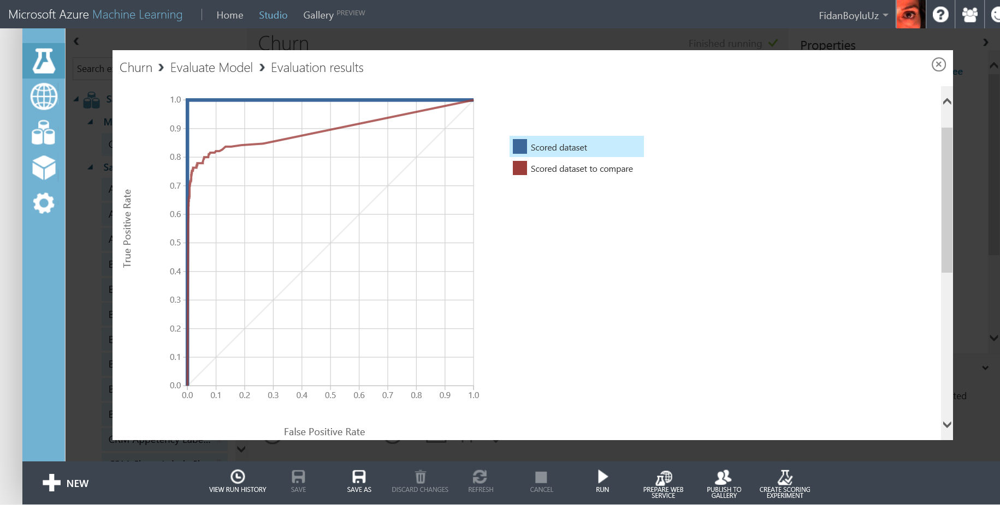 Microsoft Azure Machine Learning
Home
Studio
Gallery PREVIEW
FidanBoyluUz
Churn
Finished running
Properties
Search e
Churn › Evaluate Model › Evaluation results
1.0
0.9
0.8
0.7
0.6
0.5
0.4
0.3
0.2
0.1
0.0
True Positive Rate
0.0 0.1 0.2 0.3 0.4 0.5 0.6 0.7 0.8 0.9 1.0
False Positive Rate
Scored dataset
Scored dataset to compare
ee
ted
CRM Appetency Labe...
NEW
VIEW RUN HISTORY
SAVE
SAVE AS
DISCARD CHANGES
REFRESH
CANCEL
RUN
PREPARE WEB
SERVICE
PUBLISH TO
GALLERY
CREATE SCORING
EXPERIMENT